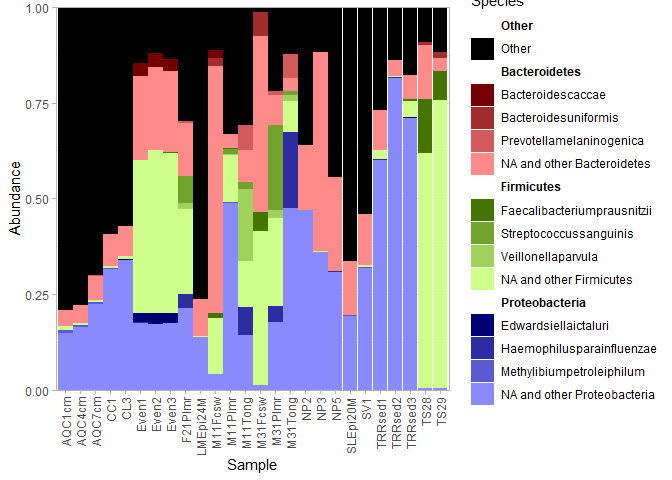 Species
Other
Other
Bacteroidetes
Bacteroidescaccae
Bacteroidesuniformis
Prevotellamelaninogenica
NA and other Bacteroidetes
Firmicutes
Faecalibacteriumprausnitzii
Streptococcussanguinis
Veillonellaparvula
NA and other Firmicutes
Proteobacteria
Edwardsiellaictaluri
Haemophilusparainfluenzae
Methylibiumpetroleiphilum
NA and other Proteobacteria
1.00
0.75
0.50
0.25
0.00
Abundance
AQC1cm
AQC4cm
AQC7cm
CC1
CL3
Even1
Even2
Even3
F21Plmr
LMEpi24M
M11Fcsw
M11Plmr
M11Tong
M31Fcsw
M31Plmr
M31Tong
NP2
NP3
NP5
SLEpi20M
SV1
TRRsed1
TRRsed2
TRRsed3
TS28
TS29
Sample